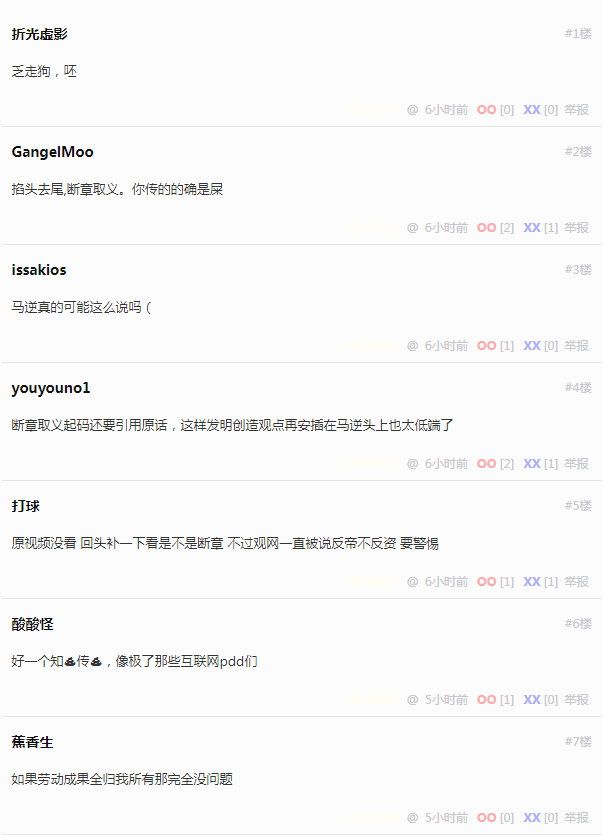 折光虚影 #1楼
乏走狗，呸
@ 6小时前 OO [0] XX [0] 举报
GangelMoo #2楼
掐头去尾,断章取义。你传的的确是屎
@ 6小时前 OO [2] XX [1] 举报
issakios #3楼
马逆真的可能这么说吗（
@ 6小时前 OO [1] XX [0] 举报
youyouno1 #4楼
断章取义起码还要引用原话，这样发明创造观点再安插在马逆头上也太低端了
@ 6小时前 OO [2] XX [1] 举报
打球 #5楼
原视频没看 回头补一下看是不是断章 不过观网一直被说反帝不反资 要警惕
@ 6小时前 OO [1] XX [1] 举报
酸酸怪 #6楼
好一个知💩传💩，像极了那些互联网pdd们
@ 5小时前 OO [1] XX [0] 举报
蕉香生 #7楼
如果劳动成果全归我所有那完全没问题
@ 5小时前 OO [0] XX [0] 举报